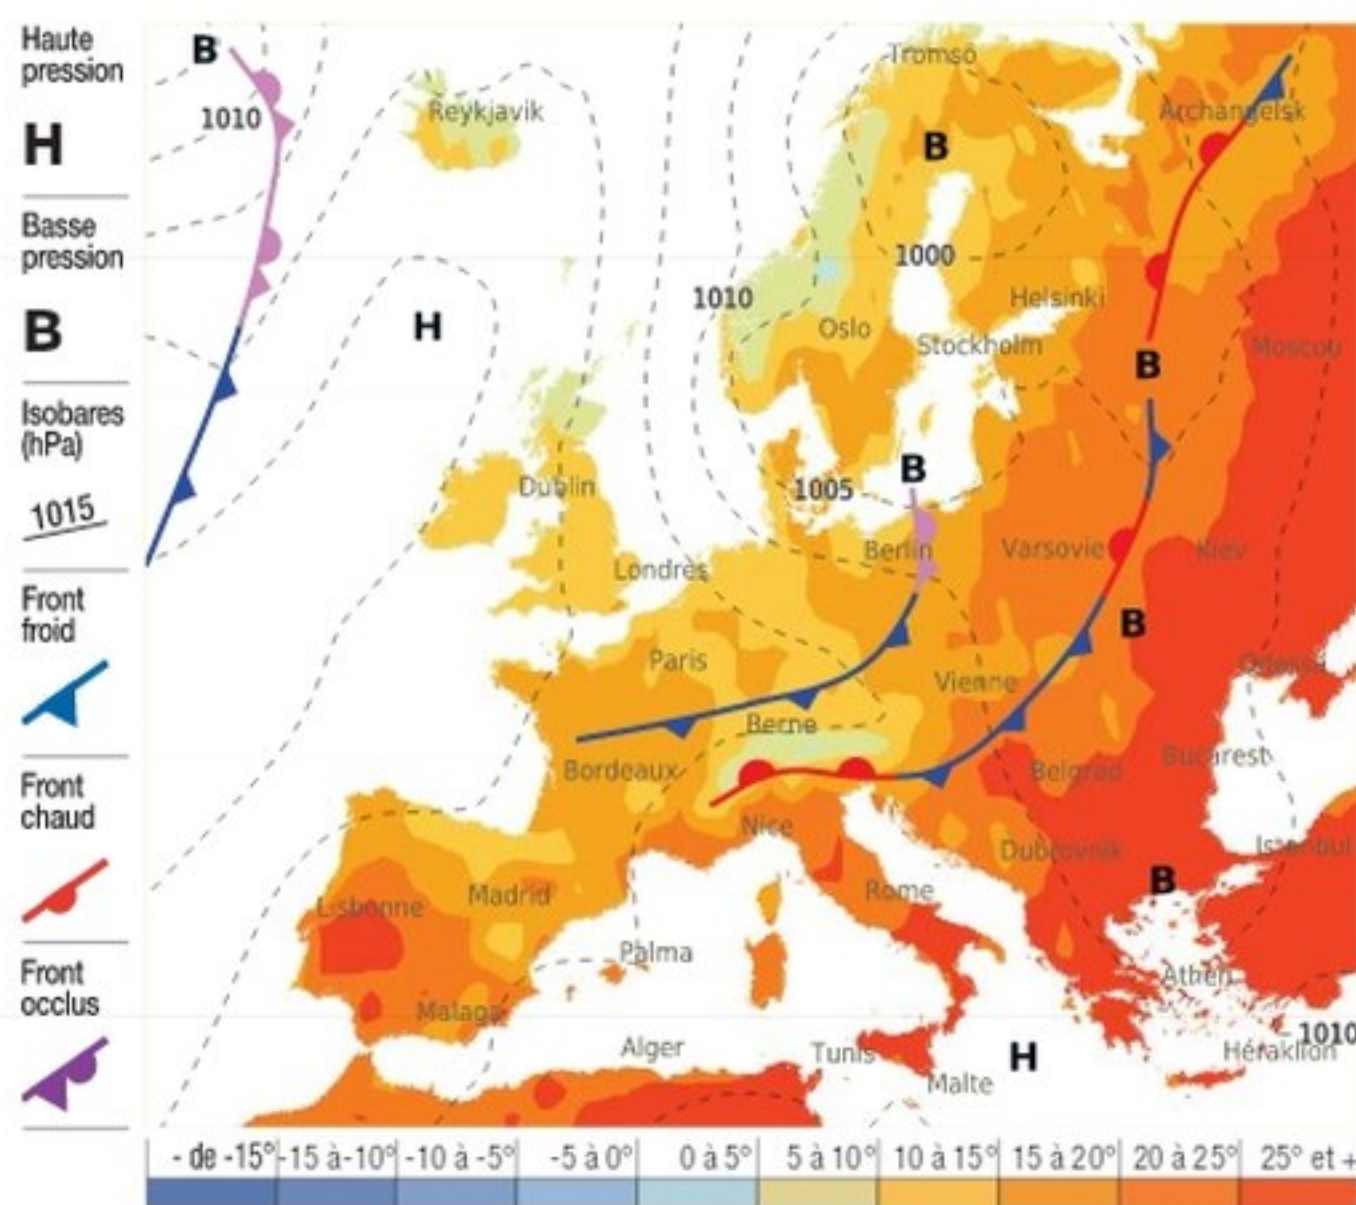 Haute
pression
H
Basse
pression
B
Isobares
(hPa)
1015
Front
froid
Front
chaud
Front
occlus
B
1010
Reykjavik
Tromsö
Archangelsk
B
1000
H
1010
Oslo
Helsinki
Stockholm
Moscou
B
B
1005
Dublin
Londres
Berlin
Varsovie
Kiev
B
Paris
Vienne
Odessa
Berne
Bordeaux
Belgrad
Bucarest
Nice
Dubrovnik
Istanbul
B
Lisbonne
Madrid
Rome
Palma
Athen
Malaga
1010
Alger
Tunis
H
Héraklion
Malte
- de -15° -15 à -10° -10 à -5° -5 à 0° 0 à 5° 5 à 10° 10 à 15° 15 à 20° 20 à 25° 25° et +